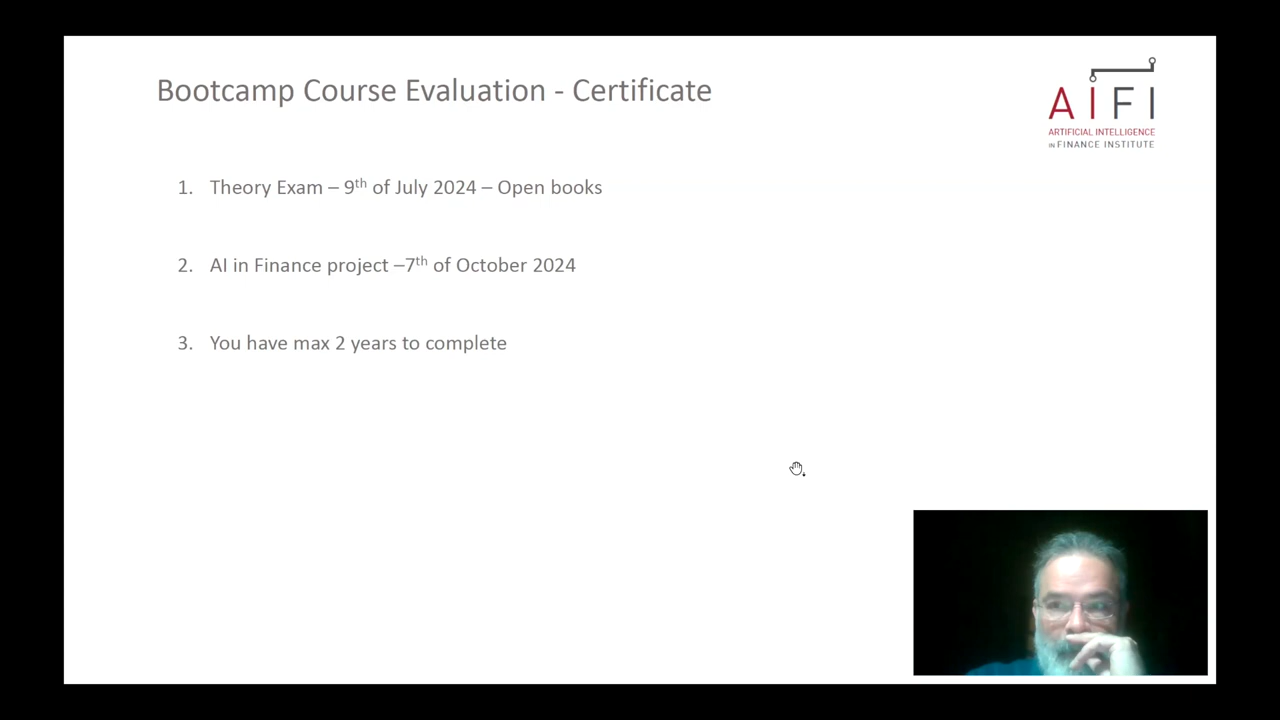 Bootcamp Course Evaluation - Certificate
AIFI
ARTIFICIAL INTELLIGENCE
IN FINANCE INSTITUTE
1. Theory Exam – 9th of July 2024 – Open books
2. AI in Finance project –7th of October 2024
3. You have max 2 years to complete